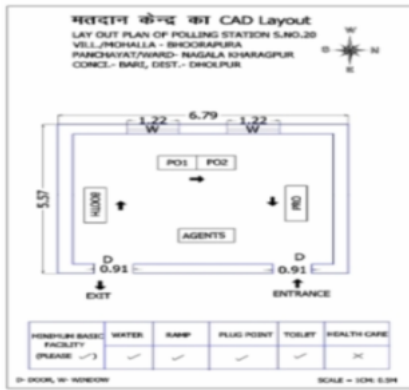 मतदान केन्द्र का CAD Layout
LAY OUT PLAN OF POLLING STATION S.NO.20
VILL./MOHALLA - BHOORAPURA
PANCHAYAT/WARD- NAGALA KHARAGPUR
CONCI.- BARI, DIST.- DHOLPUR
W
S N
E
6.79
1.22 1.22
W W
PO1 PO2
5.57
BOOTH
PRO
AGENTS
D D
0.91 0.91
EXIT ENTRANCE
MINIMUM BASIC FACILITY (PLEASE ✓) WATER RAMP PLUG POINT TOILET HEALTH CARE
✓ ✓ ✓ ✓ ×
D- DOOR, W- WINDOW SCALE = 1CM: 0.5M